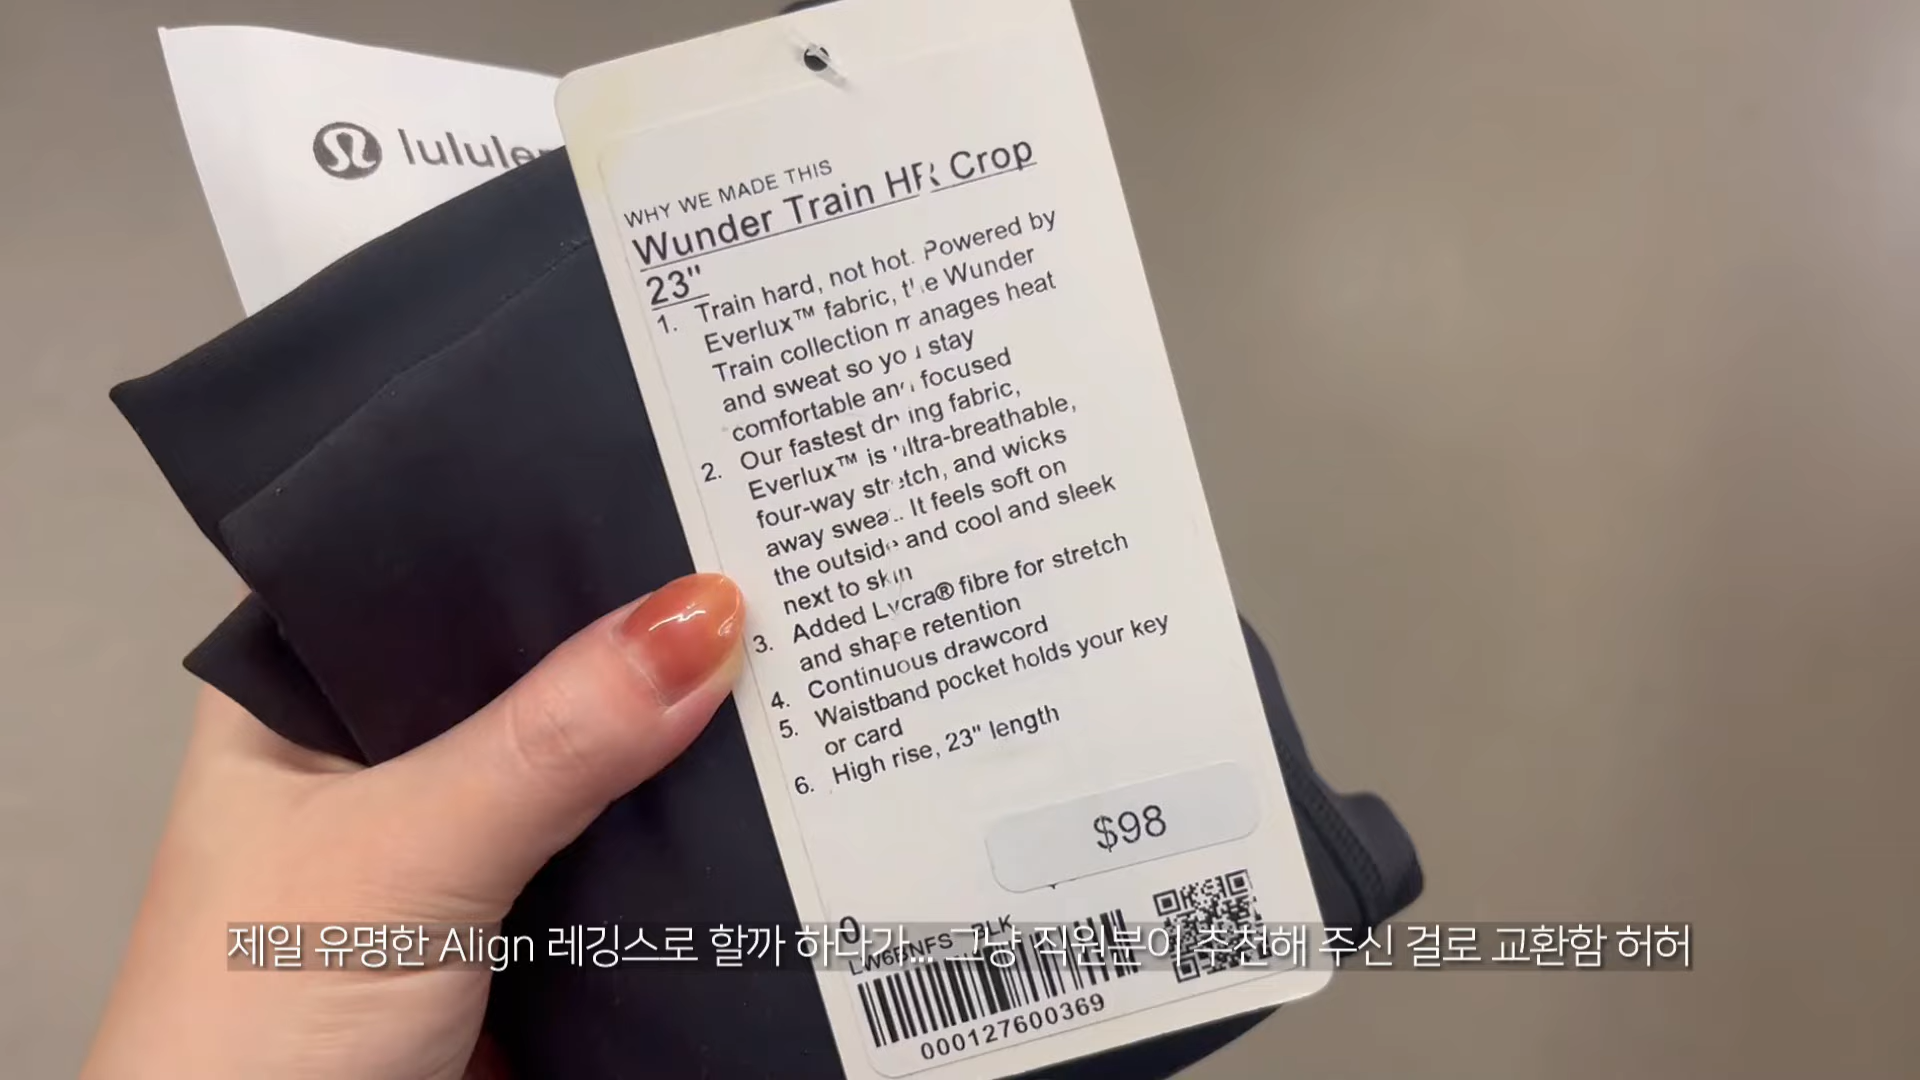 WHY WE MADE THIS
Wunder Train HR Crop
23"
1. Train hard, not hot. Powered by
Everlux™ fabric, the Wunder
Train collection manages heat
and sweat so you stay
comfortable and focused
2. Our fastest drying fabric,
Everlux™ is ultra-breathable,
four-way stretch, and wicks
away sweat. It feels soft on
the outside and cool and sleek
next to skin
3. Added Lycra® fibre for stretch
and shape retention
4. Continuous drawcord
5. Waistband pocket holds your key
or card
6. High rise, 23" length
$98
0
BLK
000127600369
제일 유명한 Align 레깅스로 할까 하다가... 그냥 직원분이 추천해 주신 걸로 교환함 허허